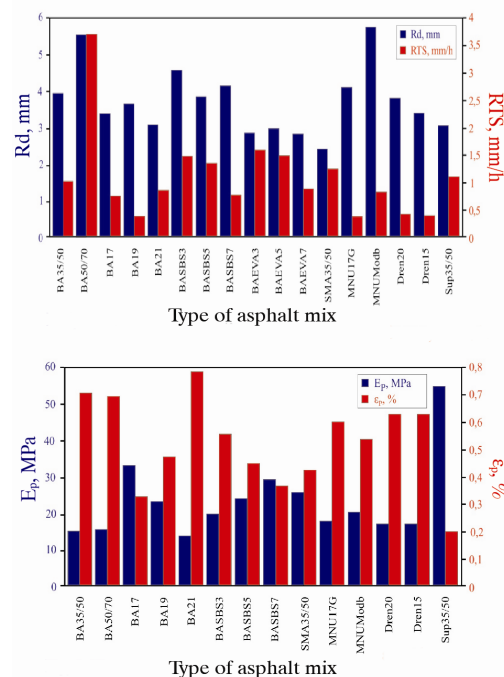 Rd, mm
RTS, mm/h
6
5
4
3
2
1
0
Rd, mm
4
3,5
3
2,5
2
1,5
1
0,5
0
RTS, mm/h
BA35/50
BA50/70
BA17
BA19
BA21
BASBS3
BASBS5
BASBS7
BAEVA3
BAEVA5
BAEVA7
SMA35/50
MNU17G
MNUModb
Dren20
Dren15
Sup35/50
Type of asphalt mix
Ep, MPa
εp, %
60
50
40
30
20
10
0
Ep, MPa
0,8
0,7
0,6
0,5
0,4
0,3
0,2
0,1
0
εp, %
BA35/50
BA50/70
BA17
BA19
BA21
BASBS3
BASBS5
BASBS7
SMA35/50
MNU17G
MNUModb
Dren20
Dren15
Sup35/50
Type of asphalt mix